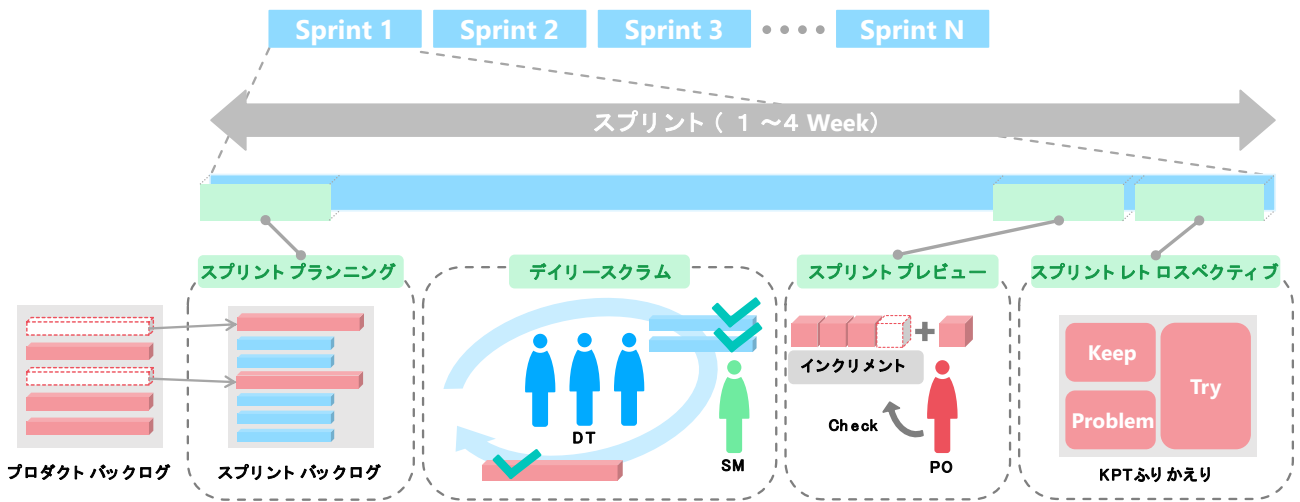 Sprint 1
Sprint 2
Sprint 3
Sprint N
スプリント( 1 ~4 Week)
スプリントプランニング
デイリースクラム
スプリントプレビュー
スプリントレトロスペクティブ
インクリメント
Keep
Problem
Try
Check
DT
SM
PO
プロダクトバックログ
スプリントバックログ
KPTふりかえり